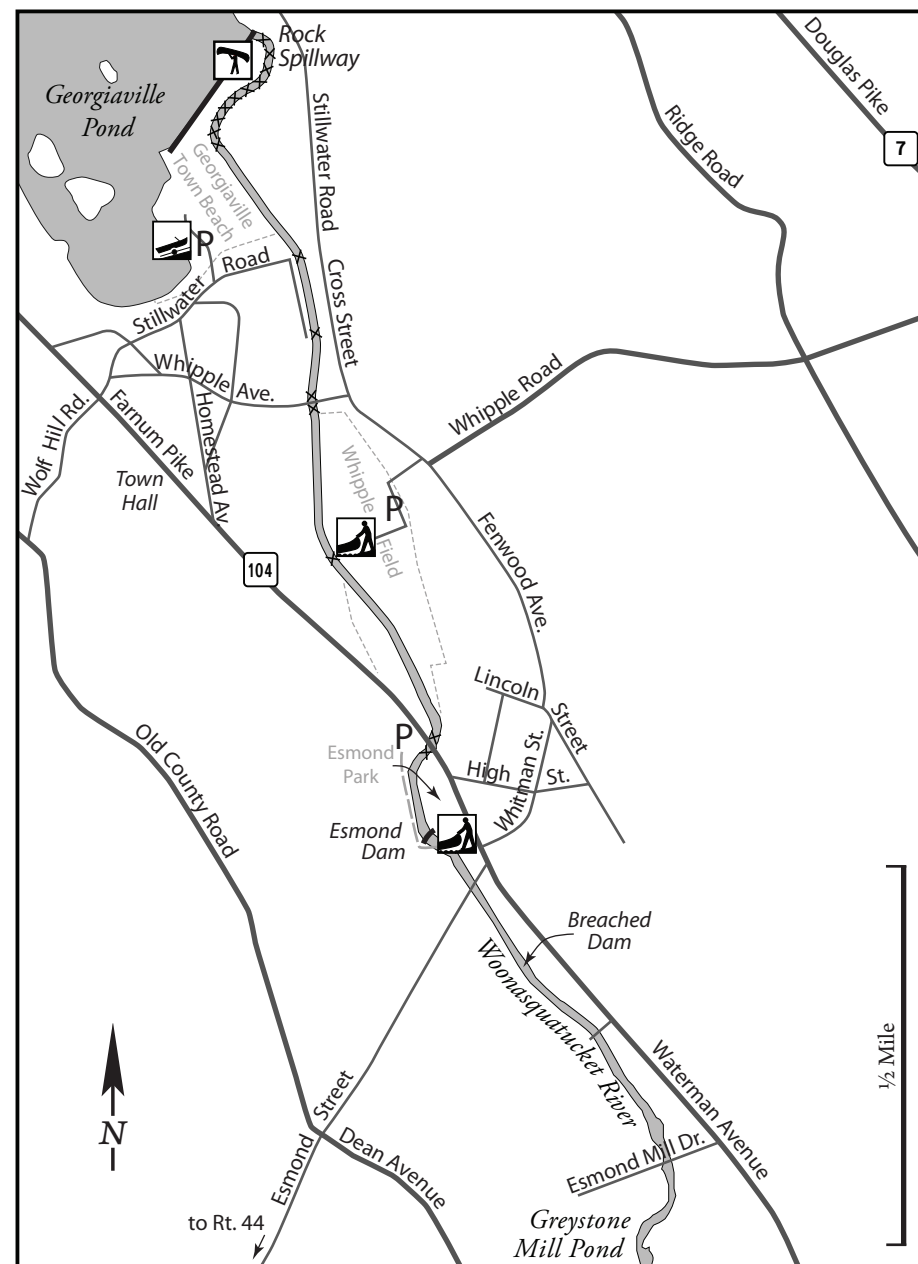 Rock
Spillway
Georgiaville
Pond
Georgiaville
Town Beach
Stillwater Road
Douglas Pike
7
Ridge Road
P
Stillwater Road
Cross Street
Whipple Ave.
Whipple Road
Wolf Hill Rd.
Farnum Pike
Homestead Av
Town
Hall
Whipple
Field
P
104
Fenwood Ave.
Lincoln Street
P
Esmond
Park
High St.
Whitman St.
Esmond
Dam
Old County Road
Breached
Dam
Woonasquatucket River
Waterman Avenue
½ Mile
N
Esmond Street
Dean Avenue
Esmond Mill Dr.
to Rt. 44
Greystone
Mill Pond